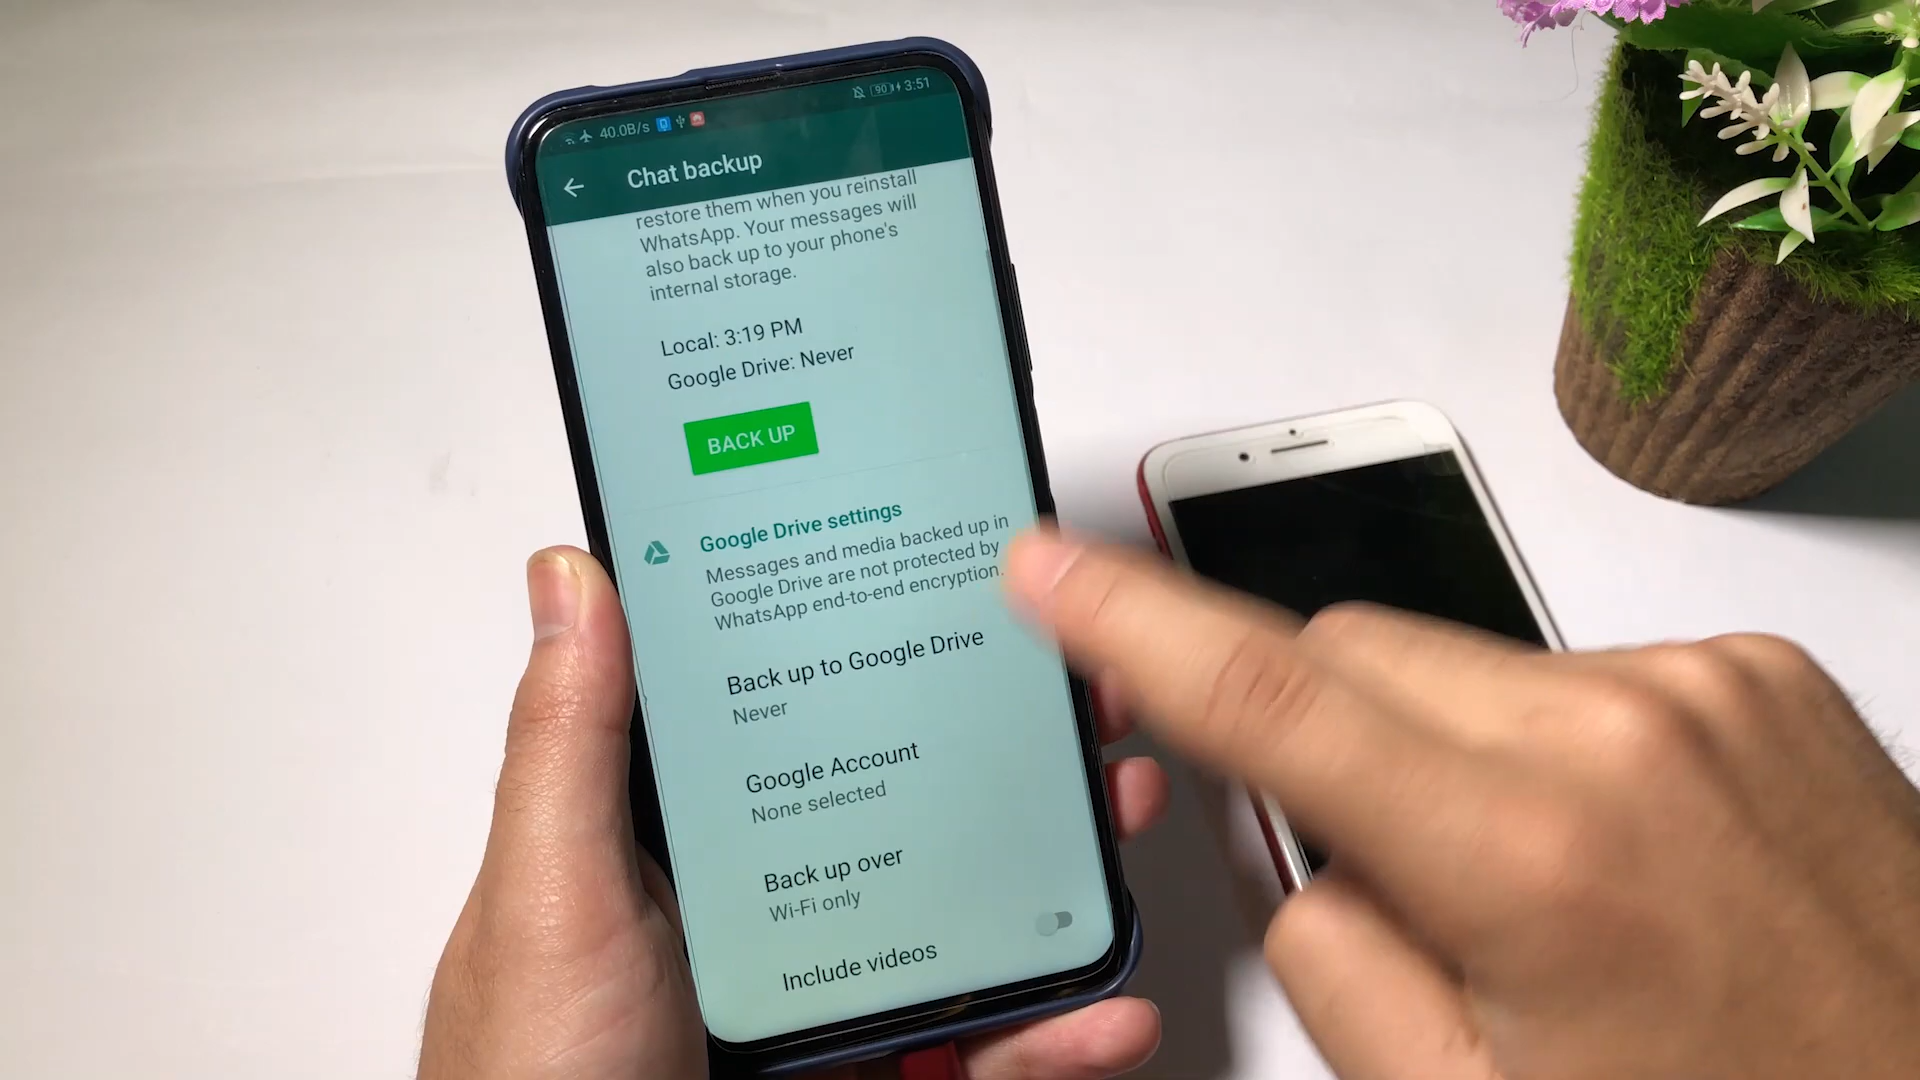 40.0B/s
90
3:51
Chat backup
restore them when you reinstall
WhatsApp. Your messages will
also back up to your phone's
internal storage.
Local: 3:19 PM
Google Drive: Never
BACK UP
Google Drive settings
Messages and media backed up in
Google Drive are not protected by
WhatsApp end-to-end encryption.
Back up to Google Drive
Never
Google Account
None selected
Back up over
Wi-Fi only
Include videos